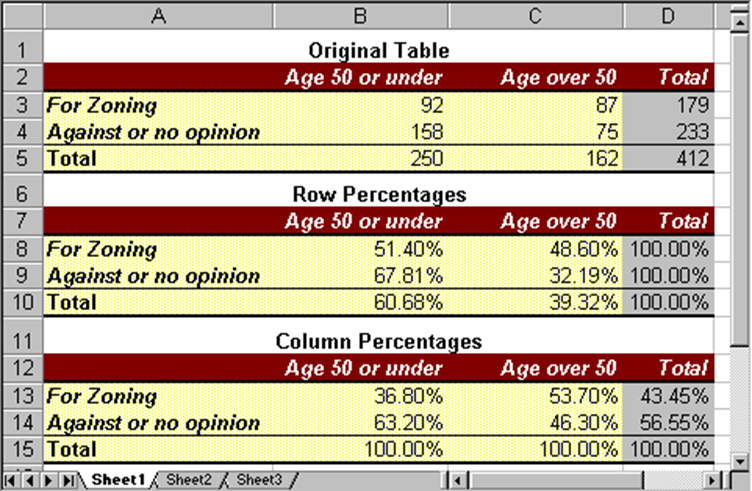 A B C D
1 Original Table
2 Age 50 or under Age over 50 Total
3 For Zoning 92 87 179
4 Against or no opinion 158 75 233
5 Total 250 162 412
6 Row Percentages
7 Age 50 or under Age over 50 Total
8 For Zoning 51.40% 48.60% 100.00%
9 Against or no opinion 67.81% 32.19% 100.00%
10 Total 60.68% 39.32% 100.00%
11 Column Percentages
12 Age 50 or under Age over 50 Total
13 For Zoning 36.80% 53.70% 43.45%
14 Against or no opinion 63.20% 46.30% 56.55%
15 Total 100.00% 100.00% 100.00%
Sheet1 Sheet2 Sheet3